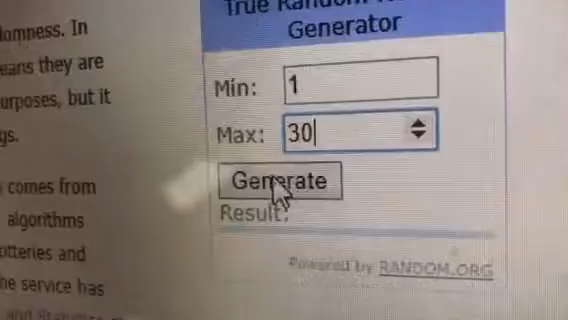 domness. In
eans they are
urposes, but it
gs.
comes from
algorithms
otteries and
he service has
True Random
Generator
Min: 1
Max: 30
Generate
Result:
Powered by RANDOM.ORG